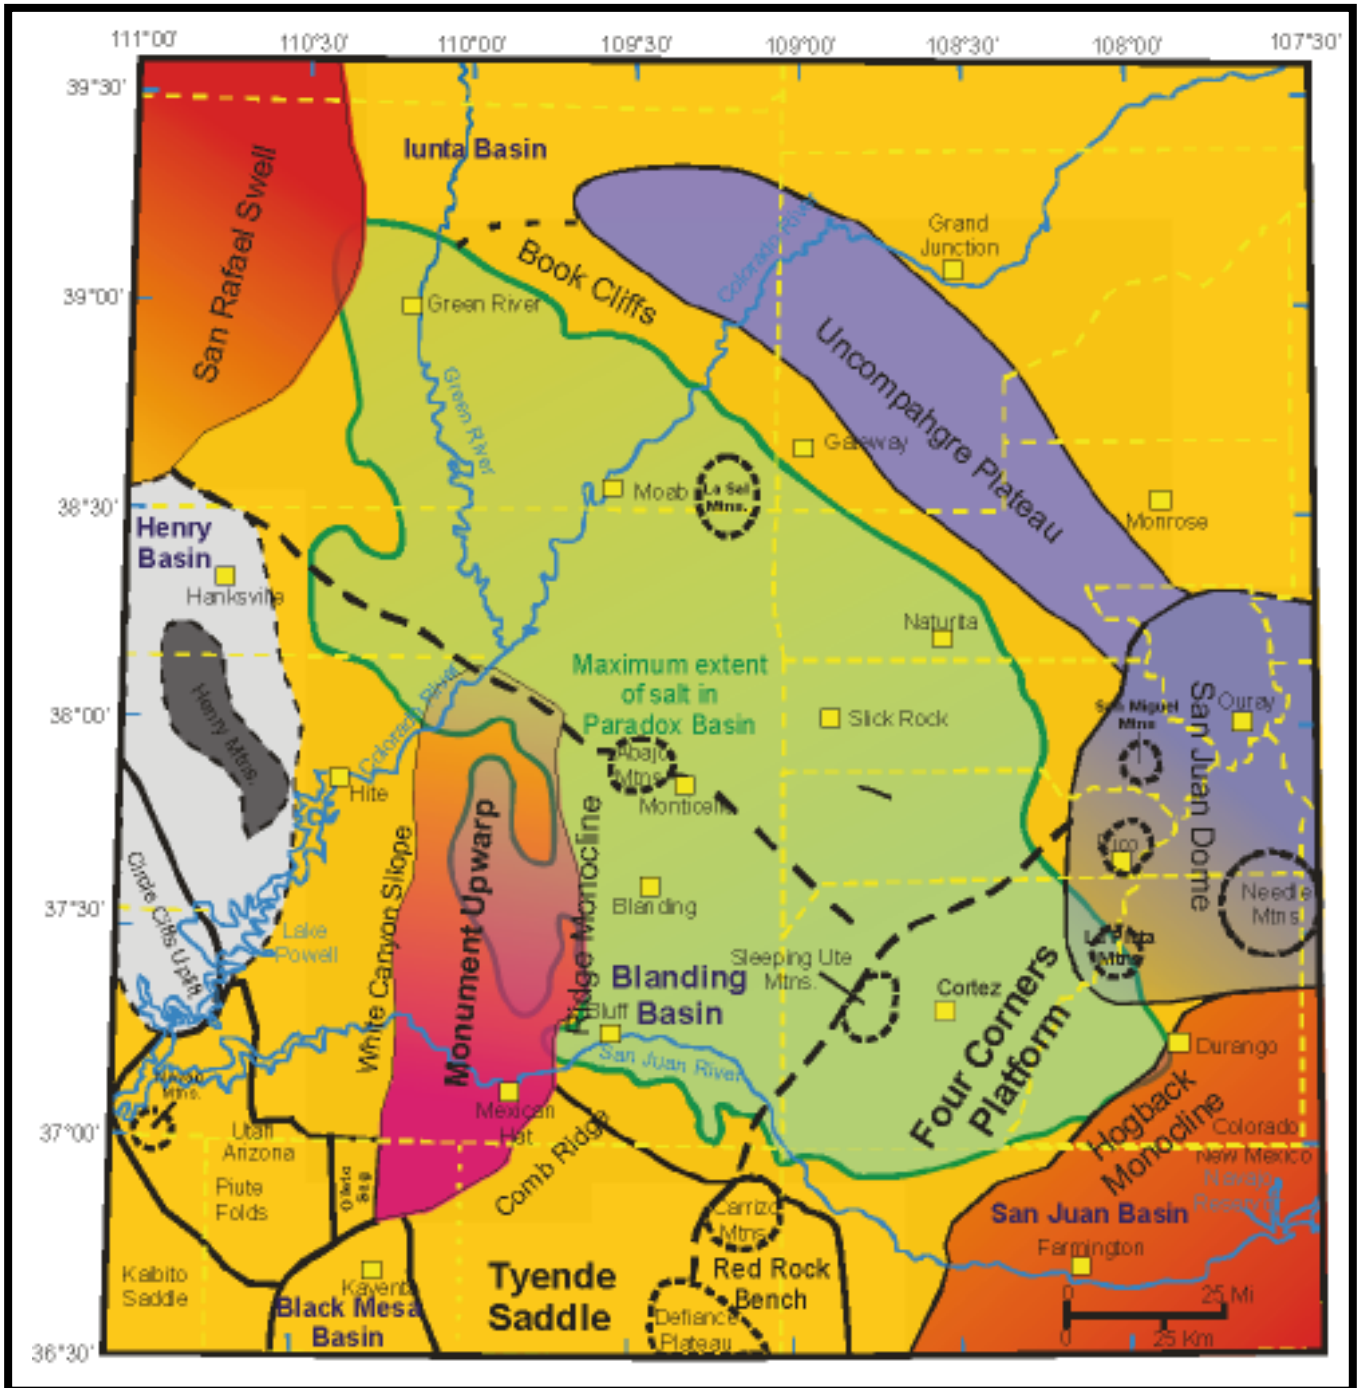 111°00'
110°30'
110°00'
109°30'
109°00'
108°30'
108°00'
107°30'
39°30'
39°00'
38°30'
38°00'
37°30'
37°00'
36°30'
San Rafael Swell
Iunta Basin
Book Cliffs
Colorado River
Grand
Junction
Green River
Green River
Uncompahgre Plateau
Gateway
Moab
La Sal
Mtns.
Monrose
Henry
Basin
Hanksville
Henry Mtns.
Naturita
Maximum extent
of salt in
Paradox Basin
Slick Rock
San Miguel
Mtns
Ouray
San Juan Dome
Colorado River
Hite
Abajo
Mtns.
Monticello
Rico
Needle
Mtns.
Circle Cliffs Uplift
Lake
Powell
White Canyon Slope
Monument Upwarp
Ridge Monocline
Blanding
Blanding
Basin
Bluff
Sleeping Ute
Mtns.
Cortez
La Plata
Mtns.
Four Corners
Platform
San Juan River
Durango
Hogback
Monocline
Navajo
Mtns.
Mexican
Hat
Comb Ridge
Utah
Arizona
Colorado
New Mexico
Navajo
Piute
Folds
San Juan Basin
Farmington
Carrizo
Mtns.
Red Rock
Bench
Kaibito
Saddle
Kayenta
Black Mesa
Basin
Tyende
Saddle
Defiance
Plateau
0
25 Mi
0
25 Km